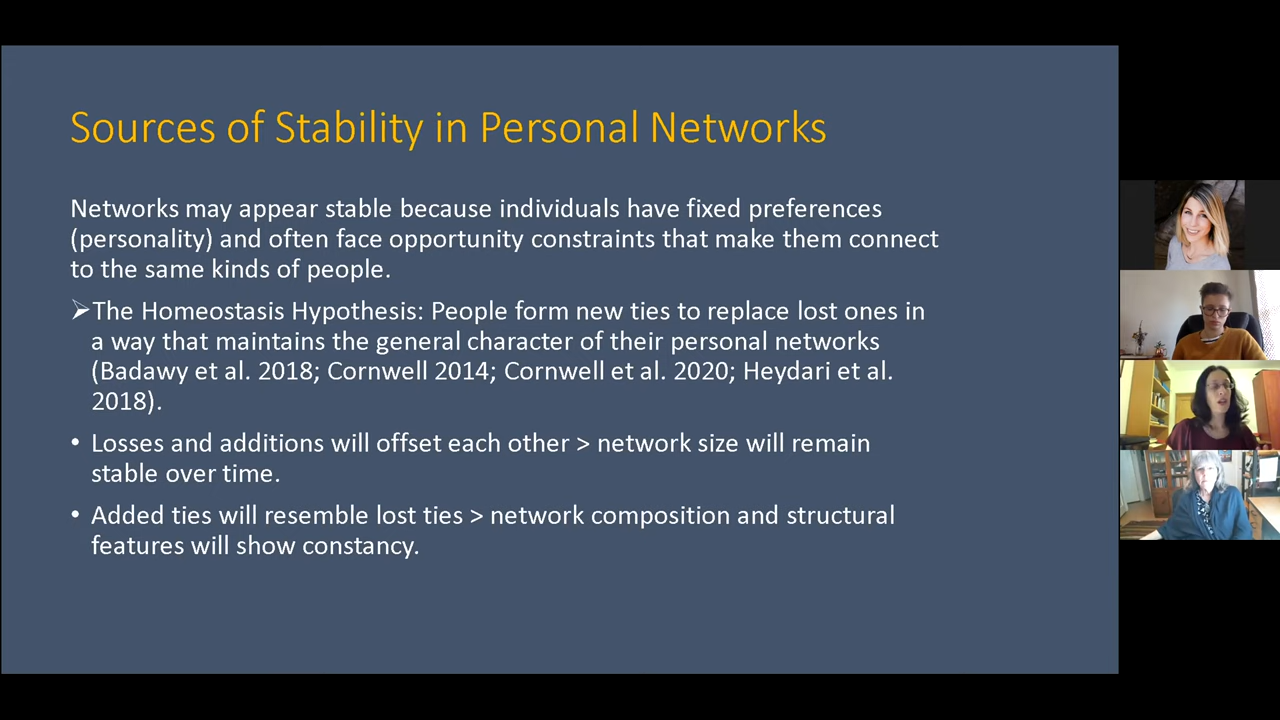 Sources of Stability in Personal Networks
Networks may appear stable because individuals have fixed preferences
(personality) and often face opportunity constraints that make them connect
to the same kinds of people.
➢The Homeostasis Hypothesis: People form new ties to replace lost ones in
a way that maintains the general character of their personal networks
(Badawy et al. 2018; Cornwell 2014; Cornwell et al. 2020; Heydari et al.
2018).
• Losses and additions will offset each other > network size will remain
stable over time.
• Added ties will resemble lost ties > network composition and structural
features will show constancy.